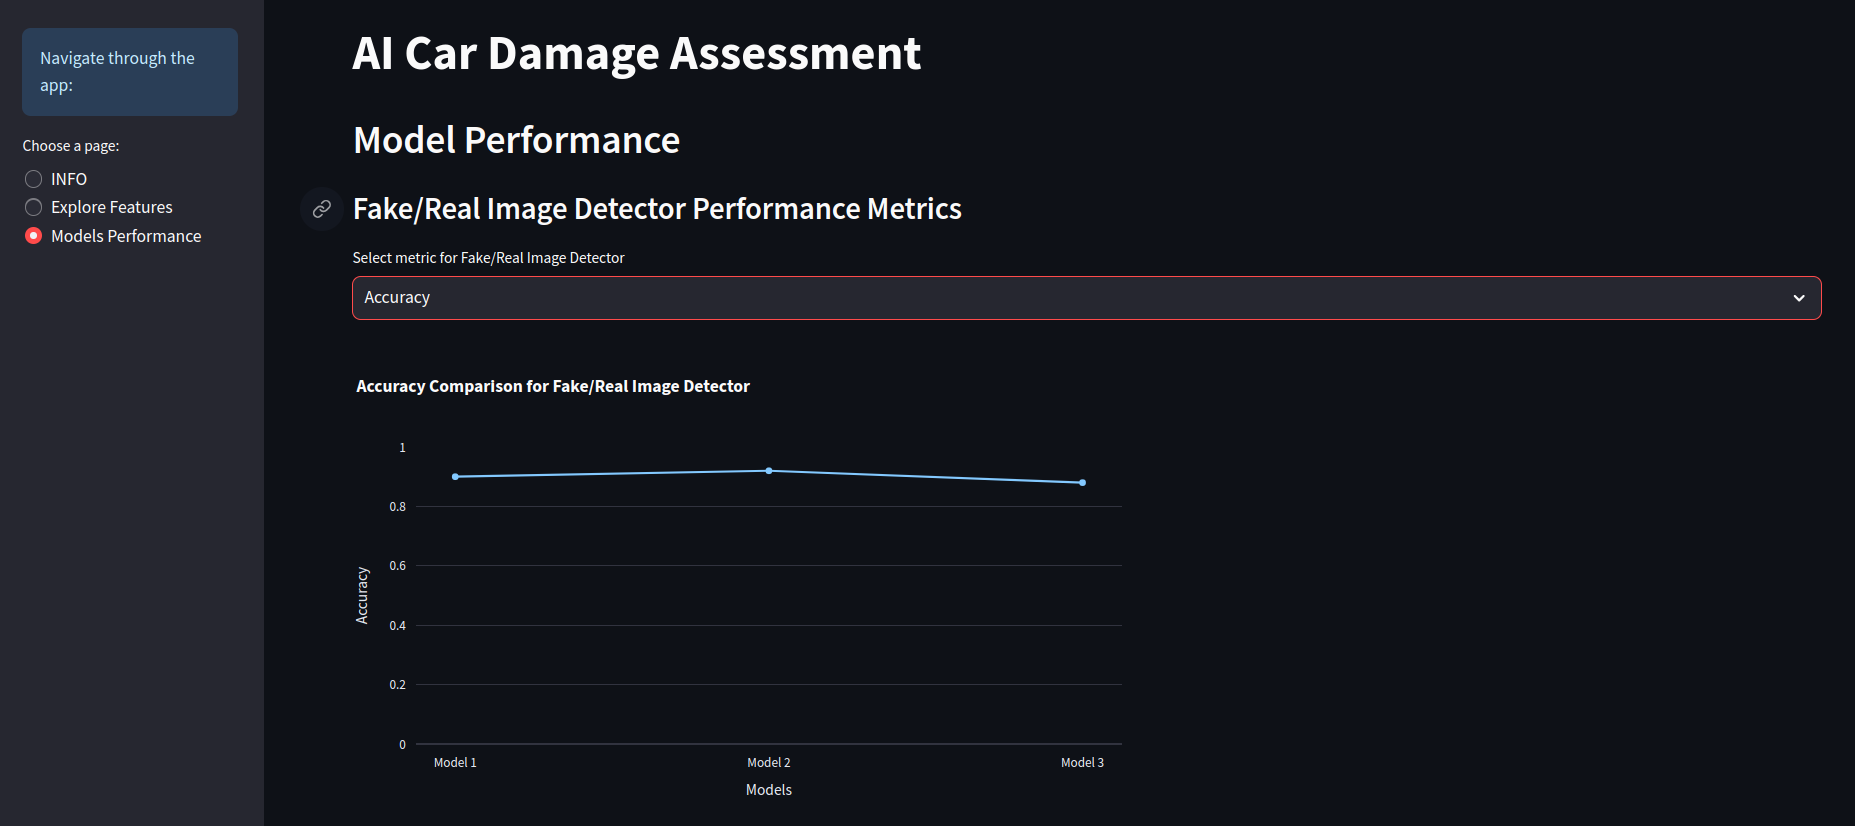 Navigate through the
app:
Choose a page:
INFO
Explore Features
Models Performance
AI Car Damage Assessment
Model Performance
Fake/Real Image Detector Performance Metrics
Select metric for Fake/Real Image Detector
Accuracy
Accuracy Comparison for Fake/Real Image Detector
1
0.8
0.6
0.4
0.2
0
Accuracy
Model 1
Model 2
Model 3
Models